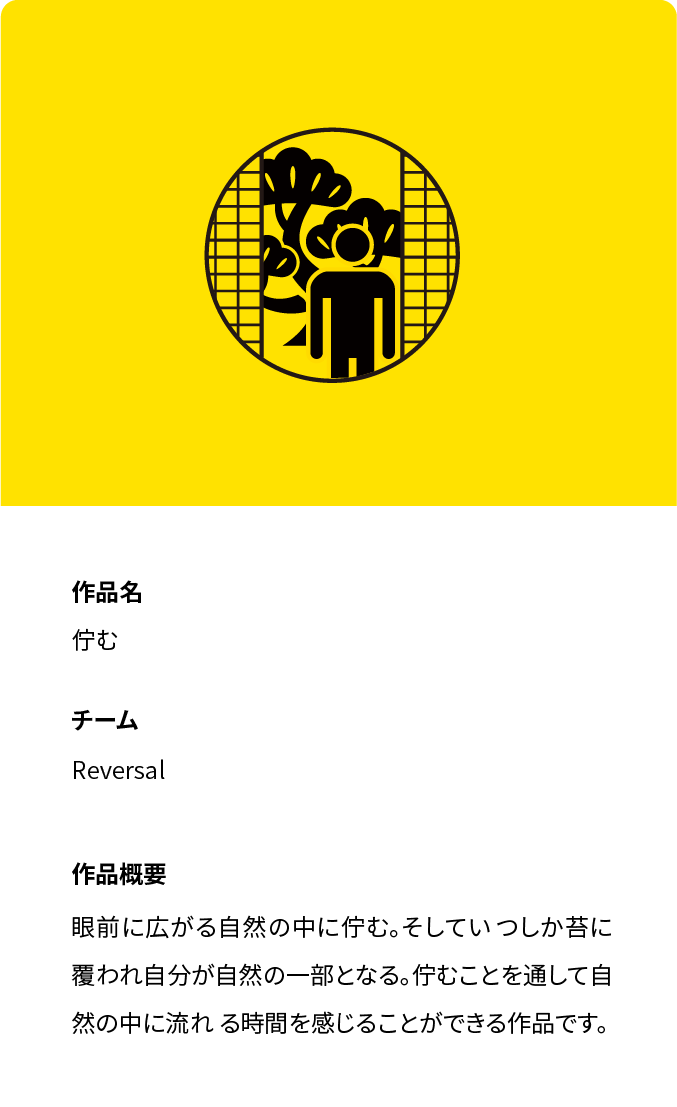 作品名
佇む
チーム
Reversal
作品概要
眼前に広がる自然の中に佇む。そしてい つしか苔に
覆われ自分が自然の一部となる。佇むことを通して自
然の中に流れ る時間を感じることができる作品です。